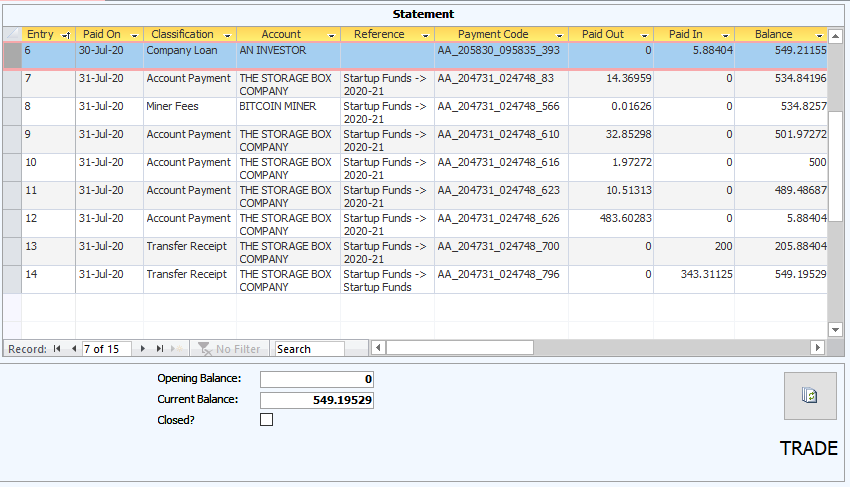 Statement
Entry Paid On Classification Account Reference Payment Code Paid Out Paid In Balance
6 30-Jul-20 Company Loan AN INVESTOR AA_205830_095835_393 0 5.88404 549.21155
7 31-Jul-20 Account Payment THE STORAGE BOX Startup Funds -> AA_204731_024748_83 14.36959 0 534.84196
COMPANY 2020-21
8 31-Jul-20 Miner Fees BITCOIN MINER Startup Funds -> AA_204731_024748_566 0.01626 0 534.8257
2020-21
9 31-Jul-20 Account Payment THE STORAGE BOX Startup Funds -> AA_204731_024748_610 32.85298 0 501.97272
COMPANY 2020-21
10 31-Jul-20 Account Payment THE STORAGE BOX Startup Funds -> AA_204731_024748_616 1.97272 0 500
COMPANY 2020-21
11 31-Jul-20 Account Payment THE STORAGE BOX Startup Funds -> AA_204731_024748_623 10.51313 0 489.48687
COMPANY 2020-21
12 31-Jul-20 Account Payment THE STORAGE BOX Startup Funds -> AA_204731_024748_626 483.60283 0 5.88404
COMPANY 2020-21
13 31-Jul-20 Transfer Receipt THE STORAGE BOX Startup Funds -> AA_204731_024748_700 0 200 205.88404
COMPANY 2020-21
14 31-Jul-20 Transfer Receipt THE STORAGE BOX Startup Funds -> AA_204731_024748_796 0 343.31125 549.19529
COMPANY Startup Funds
Record: 7 of 15 No Filter Search
Opening Balance: 0
Current Balance: 549.19529
Closed?
TRADE